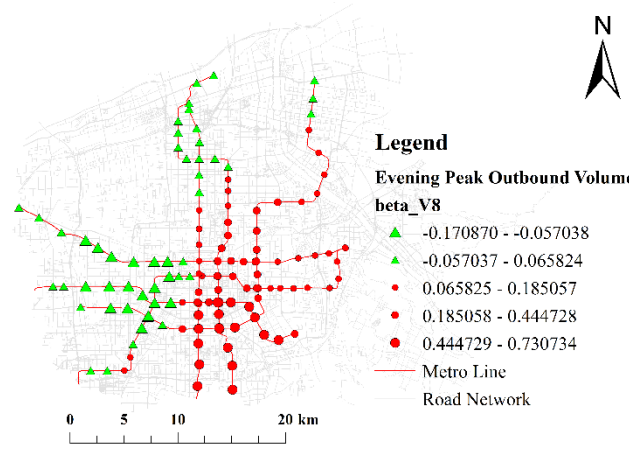 N
Legend
Evening Peak Outbound Volume
beta_V8
-0.170870 - -0.057038
-0.057037 - 0.065824
0.065825 - 0.185057
0.185058 - 0.444728
0.444729 - 0.730734
Metro Line
Road Network
0 5 10 20 km